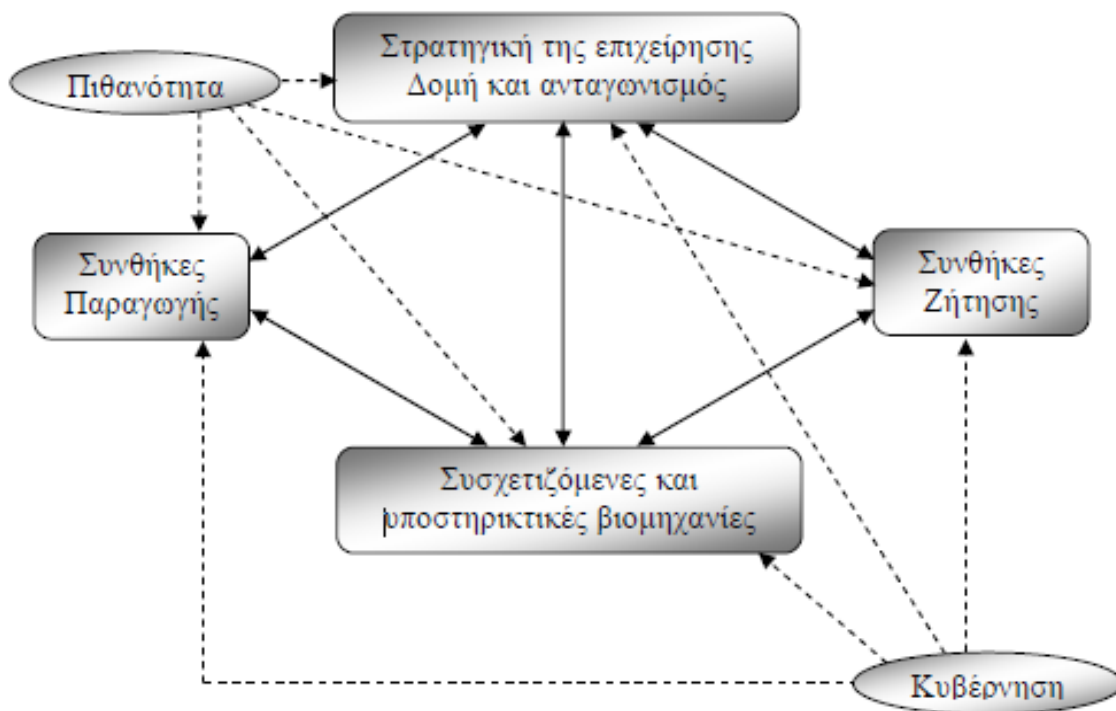 Στρατηγική της επιχείρησης
Δομή και ανταγωνισμός
Πιθανότητα
Συνθήκες
Παραγωγής
Συνθήκες
Ζήτησης
Συσχετιζόμενες και
υποστηρικτικές βιομηχανίες
Κυβέρνηση